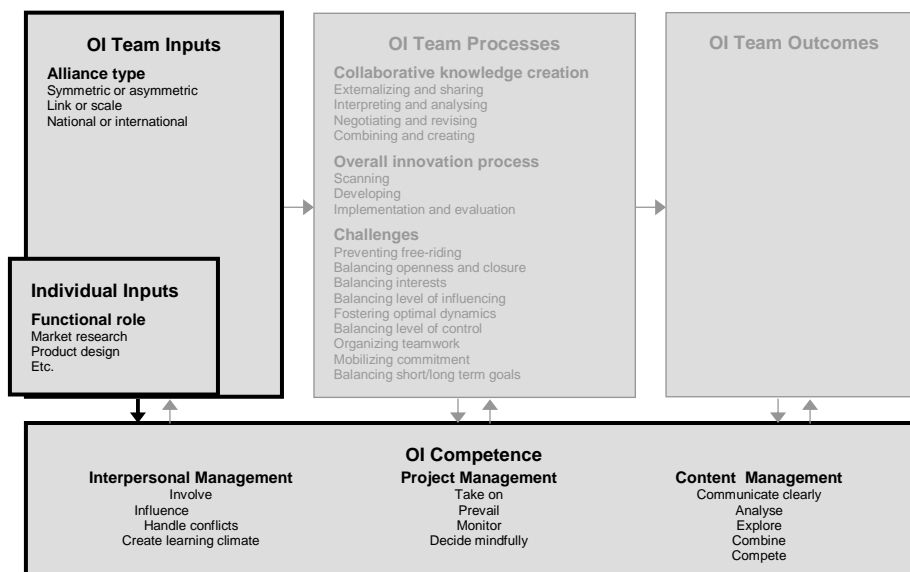 OI Team Inputs
Alliance type
Symmetric or asymmetric
Link or scale
National or international
Individual Inputs
Functional role
Market research
Product design
Etc.
OI Team Processes
Collaborative knowledge creation
Externalizing and sharing
Interpreting and analysing
Negotiating and revising
Combining and creating
Overall innovation process
Scanning
Developing
Implementation and evaluation
Challenges
Preventing free-riding
Balancing openness and closure
Balancing interests
Balancing level of influencing
Fostering optimal dynamics
Balancing level of control
Organizing teamwork
Mobilizing commitment
Balancing short/long term goals
OI Team Outcomes
OI Competence
Interpersonal Management
Involve
Influence
Handle conflicts
Create learning climate
Project Management
Take on
Prevail
Monitor
Decide mindfully
Content Management
Communicate clearly
Analyse
Explore
Combine
Compete